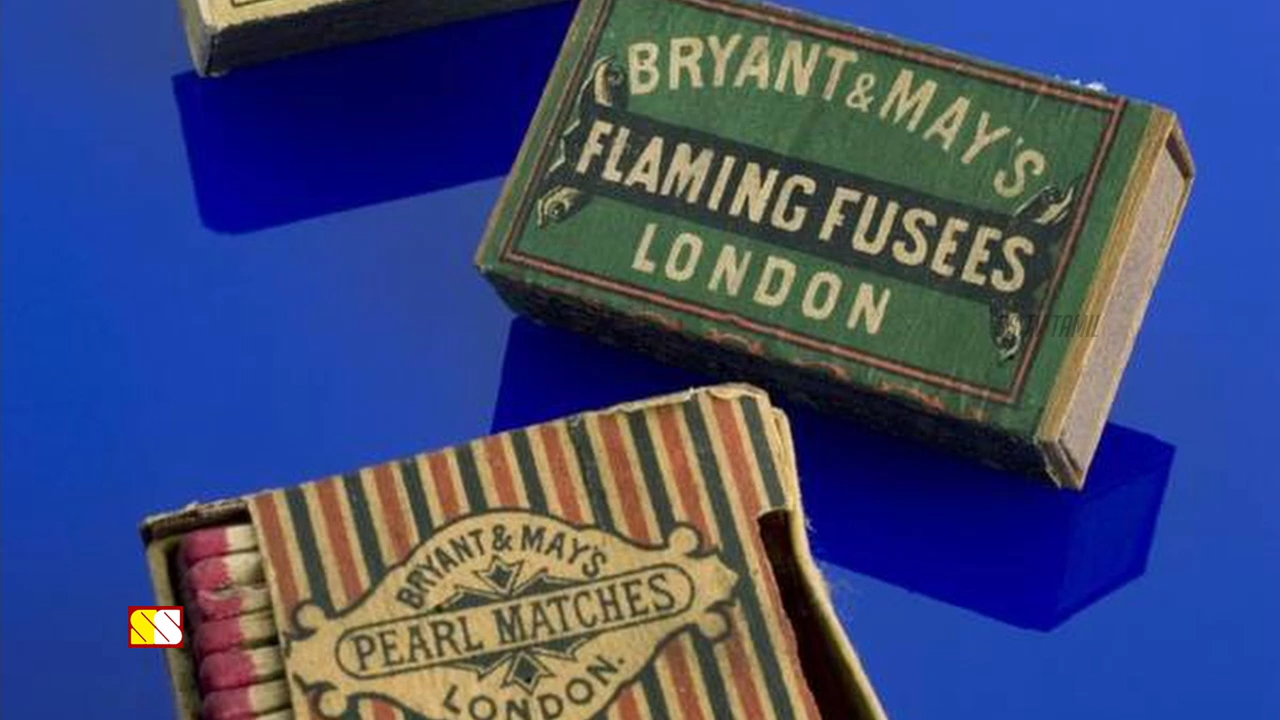 BRYANT & MAY'S
FLAMING FUSEES
LONDON
BRYANT & MAY'S
PEARL MATCHES
LONDON.